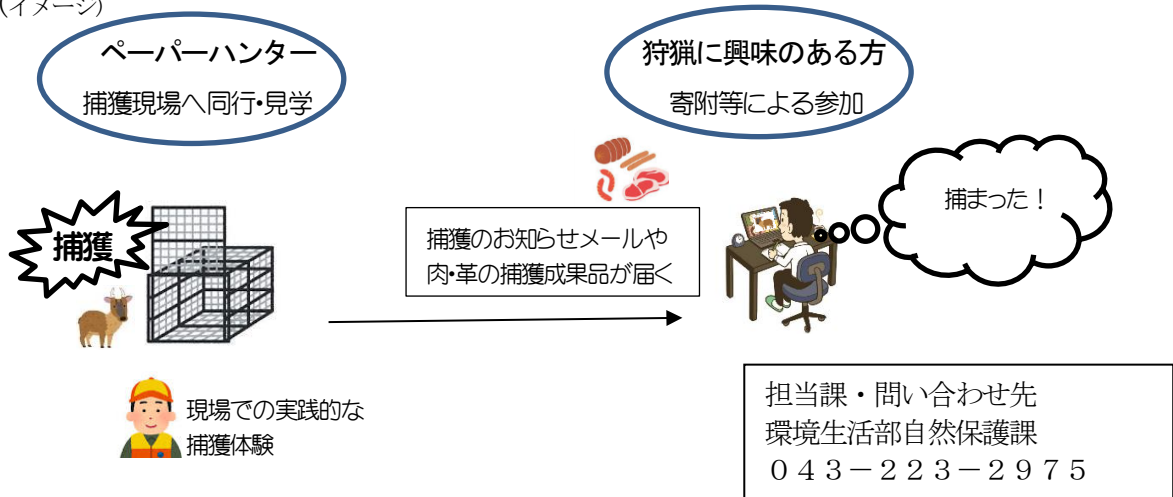 (イメージ)
ペーパーハンター
捕獲現場へ同行・見学
狩猟に興味のある方
寄附等による参加
捕獲
捕獲のお知らせメールや
肉・革の捕獲成果品が届く
捕まった！
現場での実践的な
捕獲体験
担当課・問い合わせ先
環境生活部自然保護課
０４３－２２３－２９７５